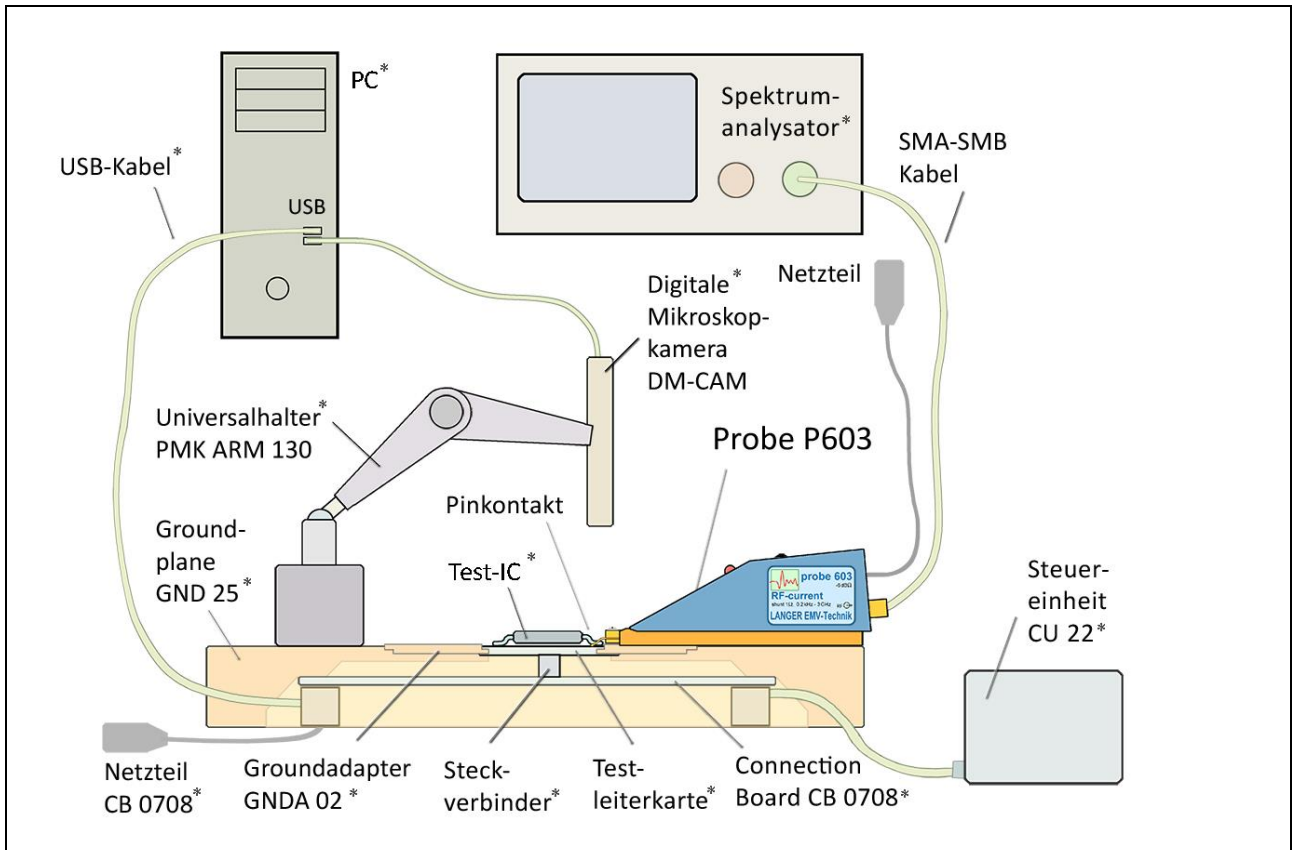 PC*
Spektrum-
analysator*
SMA-SMB
Kabel
USB-Kabel*
USB
Netzteil
Digitale*
Mikroskop-
kamera
DM-CAM
Universalhalter*
PMK ARM 130
Probe P603
Pinkontakt
Ground-
plane
GND 25*
Test-IC*
probe 603
RF-current
LANGER EMV-Technik
Steuer-
einheit
CU 22*
Netzteil
CB 0708*
Groundadapter
GNDA 02*
Steck-
verbinder*
Test-
leiterkarte*
Connection
Board CB 0708*